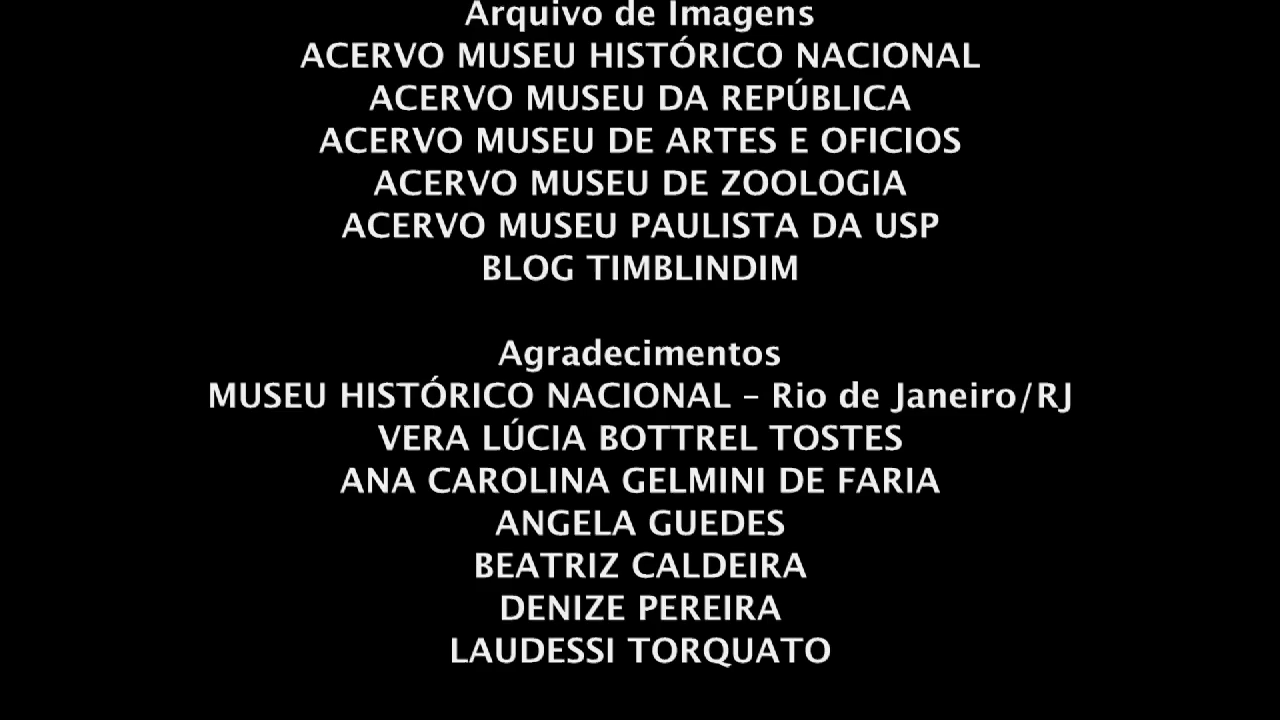 Arquivo de Imagens
ACERVO MUSEU HISTÓRICO NACIONAL
ACERVO MUSEU DA REPÚBLICA
ACERVO MUSEU DE ARTES E OFICIOS
ACERVO MUSEU DE ZOOLOGIA
ACERVO MUSEU PAULISTA DA USP
BLOG TIMBLINDIM
Agradecimentos
MUSEU HISTÓRICO NACIONAL – Rio de Janeiro/RJ
VERA LÚCIA BOTTREL TOSTES
ANA CAROLINA GELMINI DE FARIA
ANGELA GUEDES
BEATRIZ CALDEIRA
DENIZE PEREIRA
LAUDESSI TORQUATO